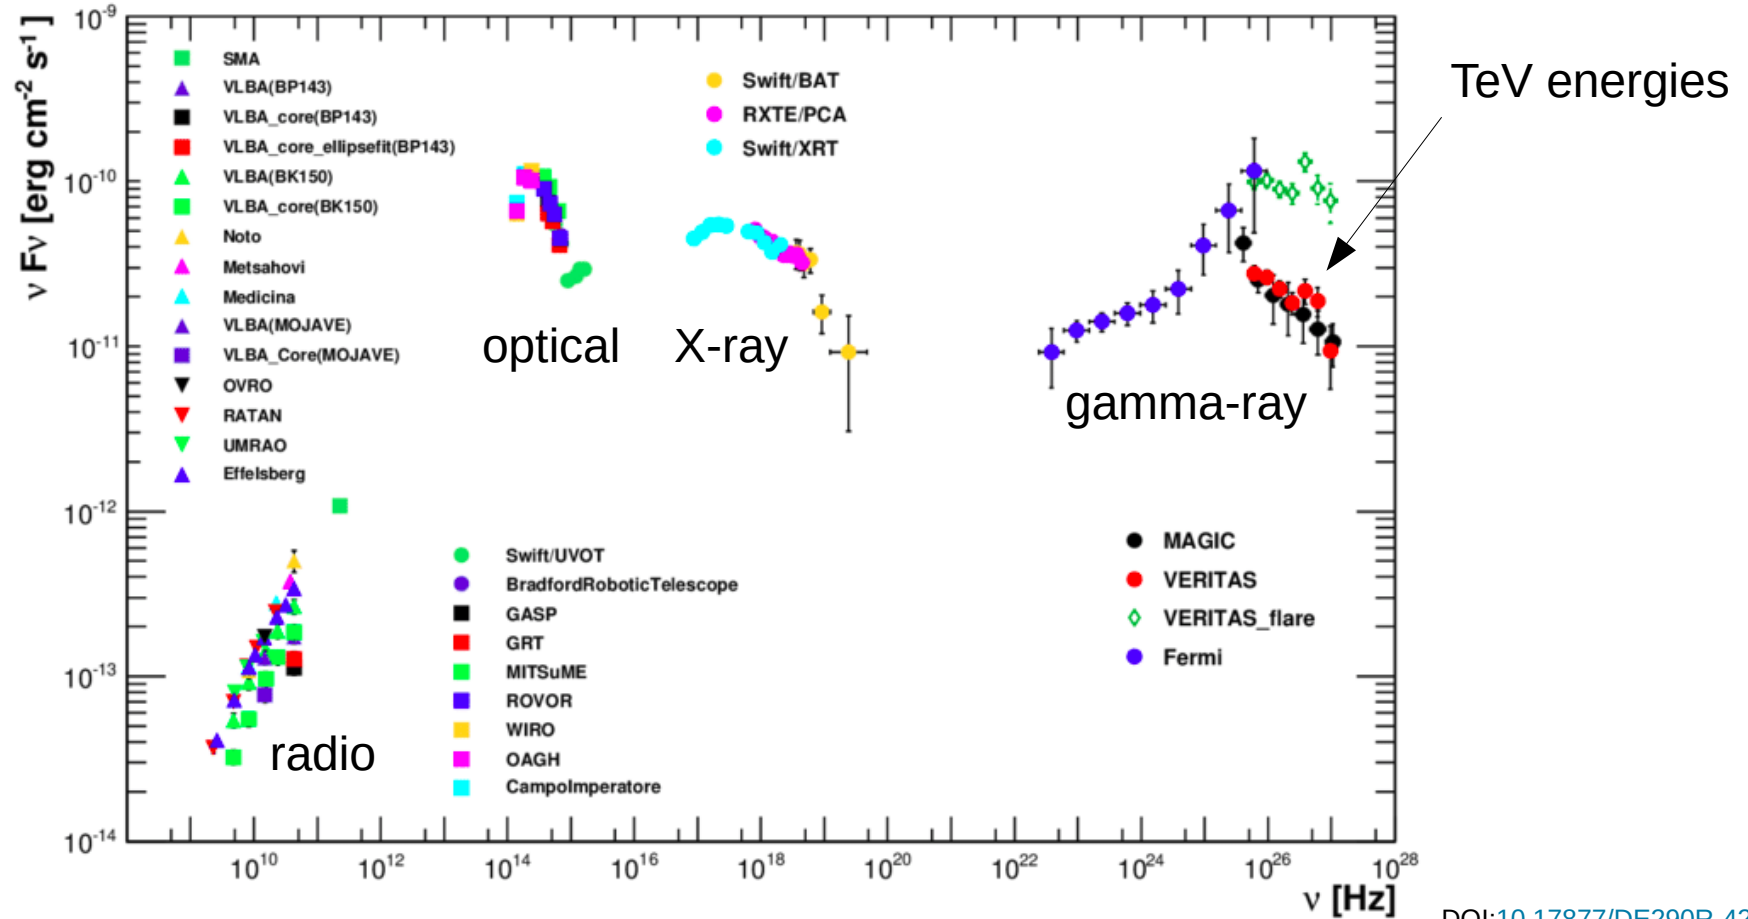 ν Fν [erg cm-2 s-1]
10-9
10-10
10-11
10-12
10-13
10-14
SMA
VLBA(BP143)
VLBA_core(BP143)
VLBA_core_ellipsefit(BP143)
VLBA(BK150)
VLBA_core(BK150)
Noto
Metsahovi
Medicina
VLBA(MOJAVE)
VLBA_Core(MOJAVE)
OVRO
RATAN
UMRAO
Effelsberg
Swift/BAT
RXTE/PCA
Swift/XRT
TeV energies
optical
X-ray
gamma-ray
radio
Swift/UVOT
BradfordRoboticTelescope
GASP
GRT
MITSuME
ROVOR
WIRO
OAGH
CampoImperatore
MAGIC
VERITAS
VERITAS_flare
Fermi
1010 1012 1014 1016 1018 1020 1022 1024 1026 1028
ν [Hz]